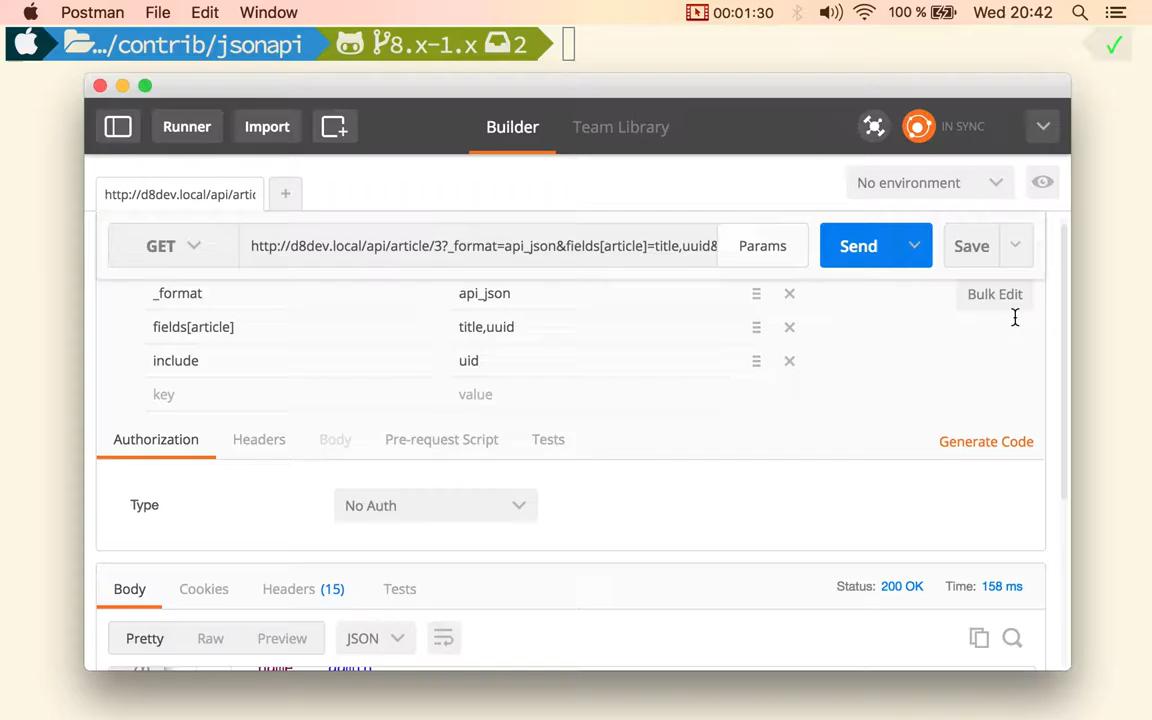 Postman File Edit Window 00:01:30 100 % Wed 20:42
.../contrib/jsonapi 8.x-1.x 2
Runner Import Builder Team Library IN SYNC
http://d8dev.local/api/artic No environment
GET http://d8dev.local/api/article/3?_format=api_json&fields[article]=title,uuid& Params Send Save
_format api_json Bulk Edit
fields[article] title,uuid
include uid
key value
Authorization Headers Body Pre-request Script Tests Generate Code
Type No Auth
Body Cookies Headers (15) Tests Status: 200 OK Time: 158 ms
Pretty Raw Preview JSON